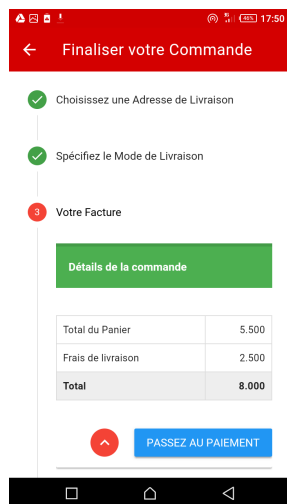 46% 17:50
Finaliser votre Commande
Choisissez une Adresse de Livraison
Spécifiez le Mode de Livraison
3 Votre Facture
Détails de la commande
Total du Panier 5.500
Frais de livraison 2.500
Total 8.000
PASSEZ AU PAIEMENT